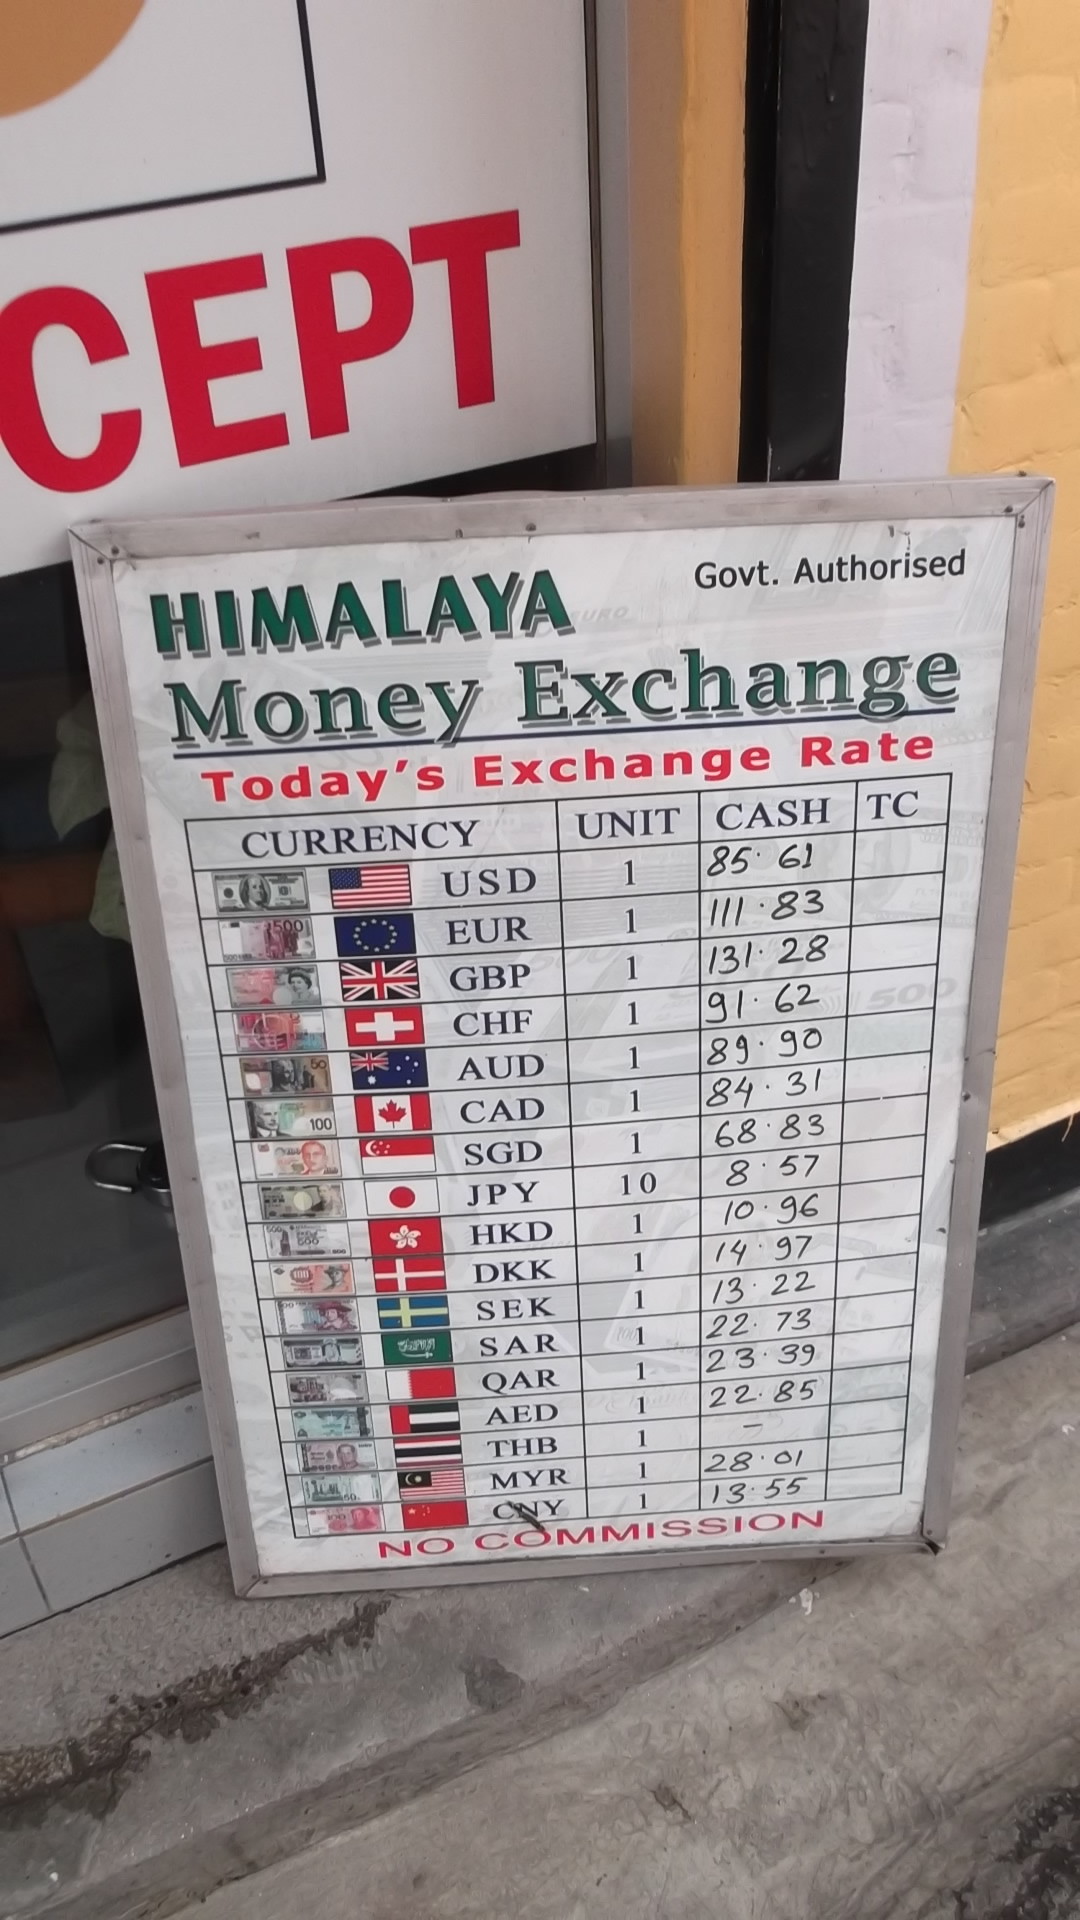 CEPT
Govt. Authorised
HIMALAYA
Money Exchange
Today's Exchange Rate
CURRENCY UNIT CASH TC
USD 1 85.61
EUR 1 111.83
GBP 1 131.28
CHF 1 91.62
AUD 1 89.90
CAD 1 84.31
SGD 1 68.83
JPY 10 8.57
HKD 1 10.96
DKK 1 14.97
SEK 1 13.22
SAR 1 22.73
QAR 1 23.39
AED 1 22.85
THB 1 –
MYR 1 28.01
CNY 1 13.55
NO COMMISSION